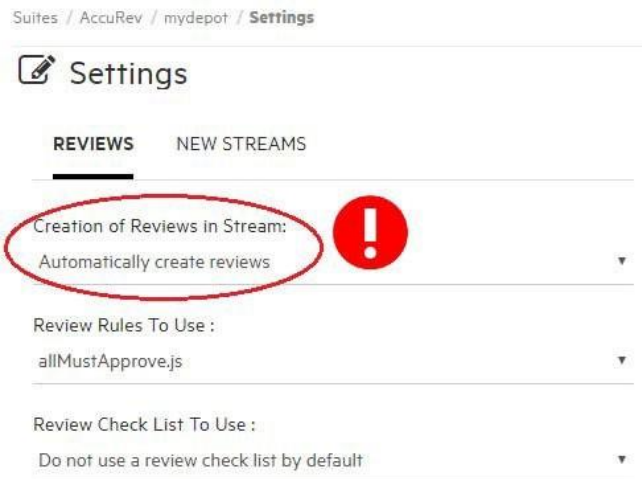 Suites / AccuRev / mydepot / Settings
Settings
REVIEWS NEW STREAMS
Creation of Reviews in Stream:
Automatically create reviews
Review Rules To Use :
allMustApprove.js
Review Check List To Use :
Do not use a review check list by default